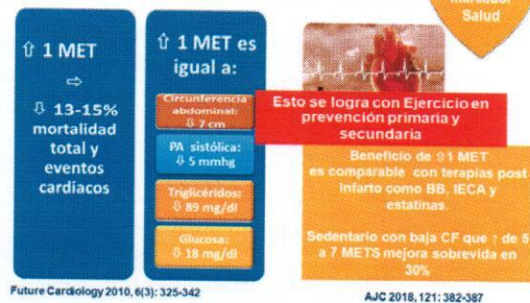 marcador
Salud
⇧ 1 MET
⇨
⇩ 13-15%
mortalidad
total y
eventos
cardiacos
⇧ 1 MET es
igual a:
Circunferencia
abdominal:
⇩ 7 cm
PA sistólica:
⇩ 5 mmhg
Triglicéridos:
⇩ 89 mg/dl
Glucosa:
⇩ 18 mg/dl
Esto se logra con Ejercicio en
prevención primaria y
secundaria
Beneficio de ⇧1 MET
es comparable con terapias post
Infarto como BB, IECA y
estatinas.
Sedentario con baja CF que ↑ de 5
a 7 METS mejora sobrevida en
30%
Future Cardiology 2010, 6(3): 325-342
AJC 2018, 121: 382-387